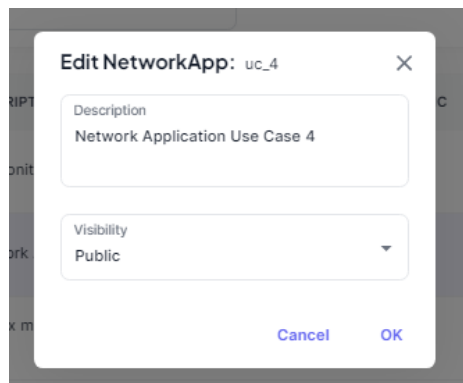 Edit NetworkApp: uc_4
Description
Network Application Use Case 4
Visibility
Public
Cancel OK